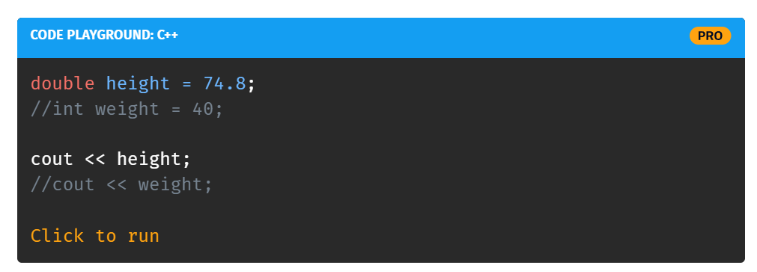 CODE PLAYGROUND: C++ PRO
double height = 74.8;
//int weight = 40;
cout << height;
//cout << weight;
Click to run